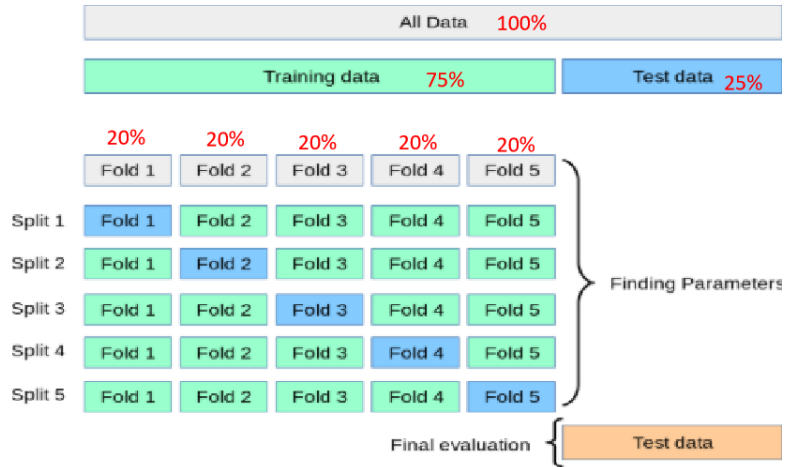 All Data 100%
Training data 75% Test data 25%
20% 20% 20% 20% 20%
Fold 1 Fold 2 Fold 3 Fold 4 Fold 5
Split 1 Fold 1 Fold 2 Fold 3 Fold 4 Fold 5
Split 2 Fold 1 Fold 2 Fold 3 Fold 4 Fold 5
Finding Parameters
Split 3 Fold 1 Fold 2 Fold 3 Fold 4 Fold 5
Split 4 Fold 1 Fold 2 Fold 3 Fold 4 Fold 5
Split 5 Fold 1 Fold 2 Fold 3 Fold 4 Fold 5
Final evaluation Test data